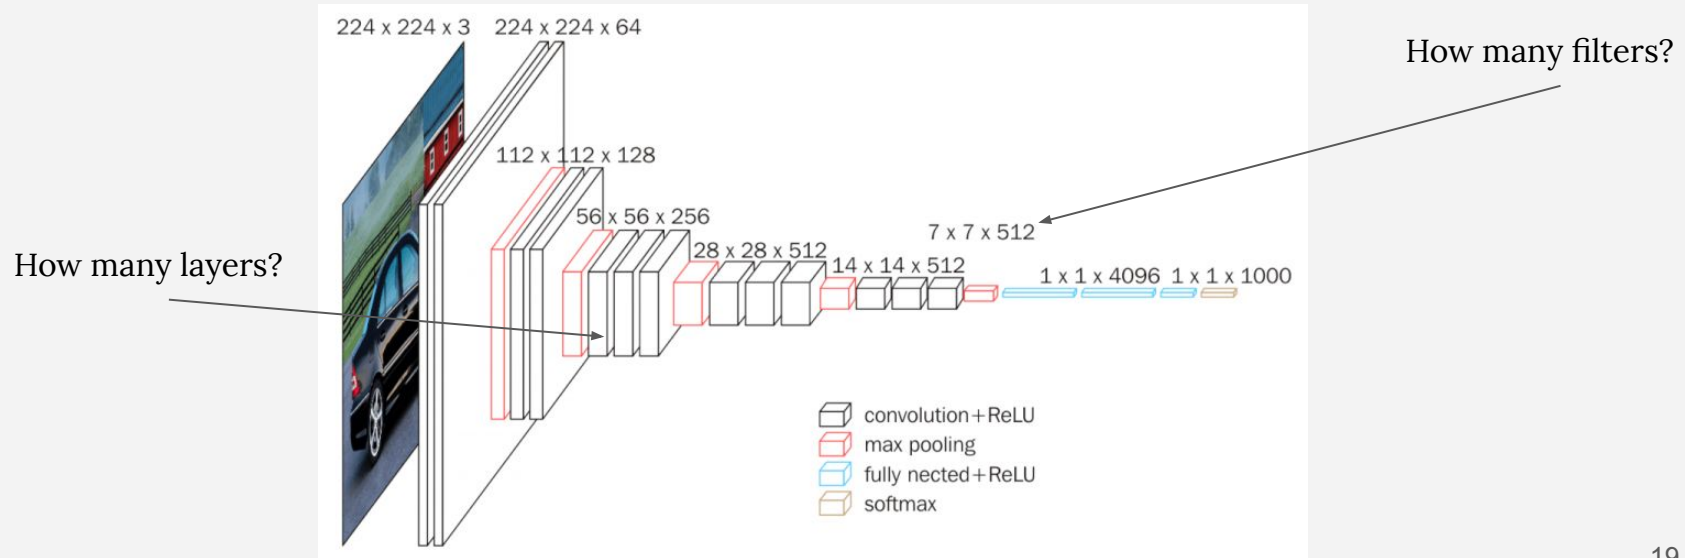 224 x 224 x 3
224 x 224 x 64
How many filters?
112 x 112 x 128
56 x 56 x 256
7 x 7 x 512
28 x 28 x 512
How many layers?
14 x 14 x 512
1 x 1 x 4096
1 x 1 x 1000
convolution+ReLU
max pooling
fully nected+ReLU
softmax
19